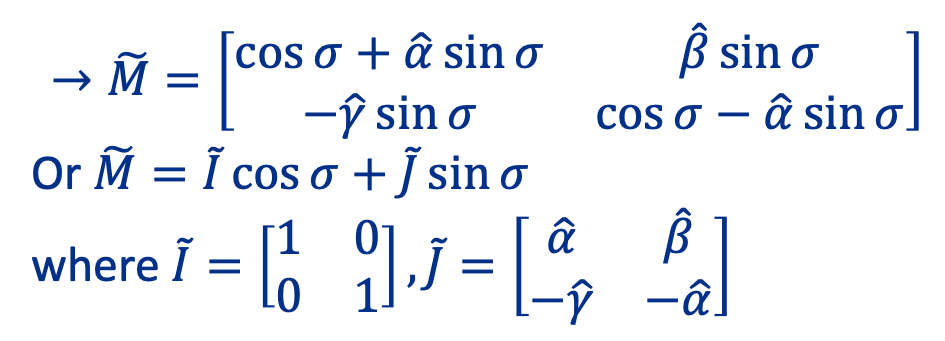 → M̃ = [cos σ + α̂ sin σ   β̂ sin σ
−γ̂ sin σ   cos σ − α̂ sin σ]
Or M̃ = Ĩ cos σ + J̃ sin σ
where Ĩ = [1 0; 0 1], J̃ = [α̂ β̂; −γ̂ −α̂]